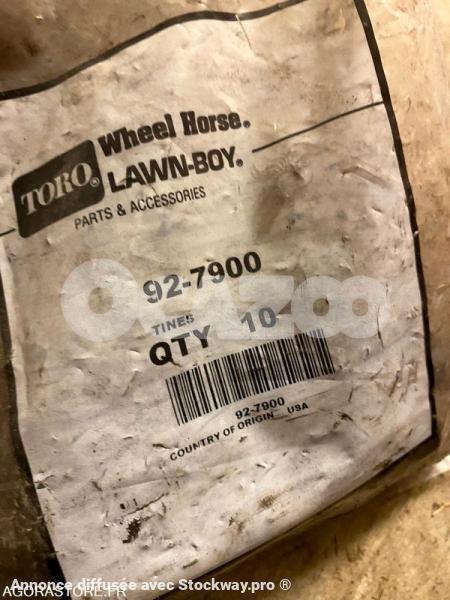 Wheel Horse®
TORO® LAWN-BOY®
PARTS & ACCESSORIES
92-7900
TINES
QTY 10
92-7900
COUNTRY OF ORIGIN USA
OCAZOO
Annonce diffusée avec Stockway.pro ®
AGORASTORE.FR